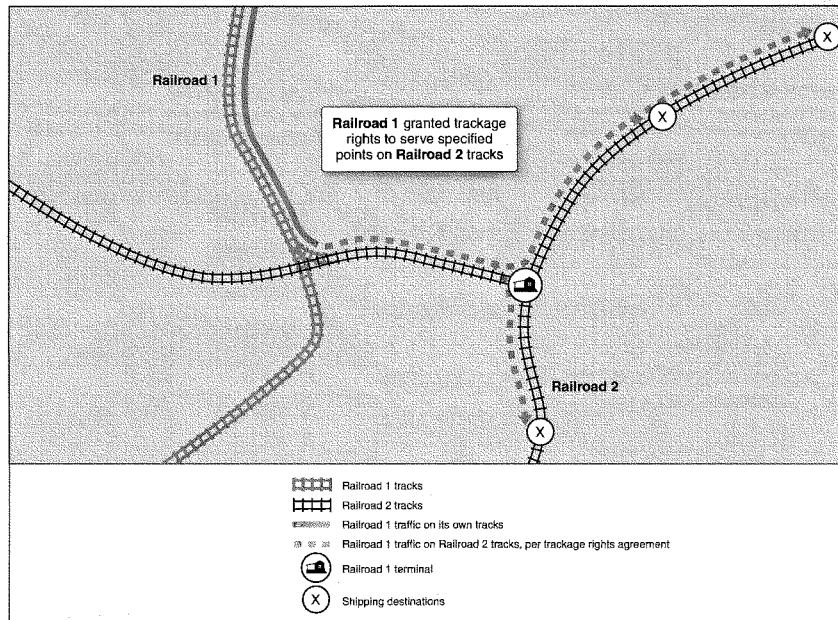 Railroad 1
Railroad 1 granted trackage
rights to serve specified
points on Railroad 2 tracks
X
X
Railroad 2
X
Railroad 1 tracks
Railroad 2 tracks
Railroad 1 traffic on its own tracks
Railroad 1 traffic on Railroad 2 tracks, per trackage rights agreement
Railroad 1 terminal
X
Shipping destinations